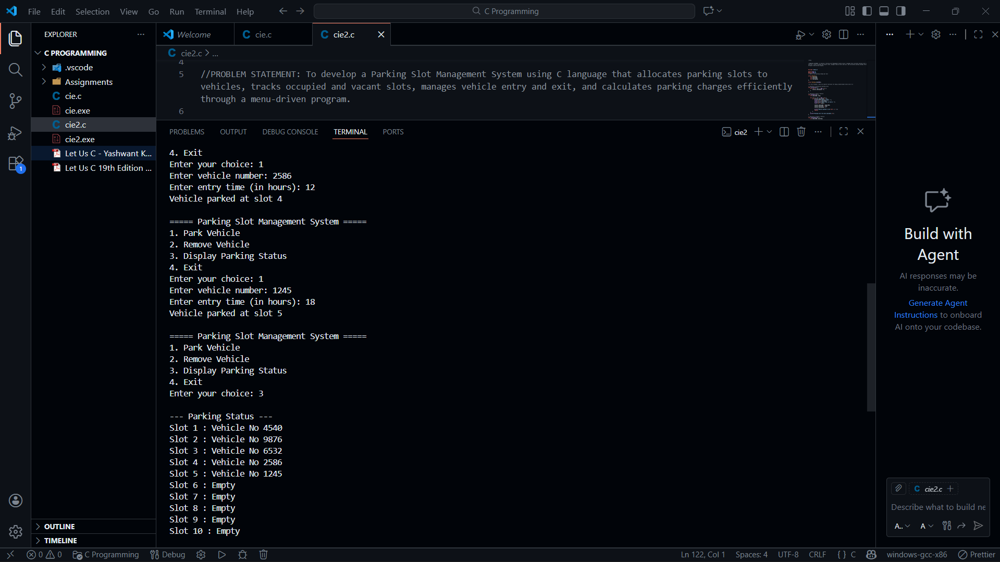 File Edit Selection View Go Run Terminal Help
C Programming
EXPLORER
C PROGRAMMING
.vscode
Assignments
cie.c
cie.exe
cie2.c
cie2.exe
Let Us C - Yashwant K...
Let Us C 19th Edition ...
OUTLINE
TIMELINE
1
Welcome
cie.c
cie2.c
cie2.c > ...
4
5 //PROBLEM STATEMENT: To develop a Parking Slot Management System using C language that allocates parking slots to
vehicles, tracks occupied and vacant slots, manages vehicle entry and exit, and calculates parking charges efficiently
through a menu-driven program.
6
PROBLEMS OUTPUT DEBUG CONSOLE TERMINAL PORTS
cie2
4. Exit
Enter your choice: 1
Enter vehicle number: 2586
Enter entry time (in hours): 12
Vehicle parked at slot 4
===== Parking Slot Management System =====
1. Park Vehicle
2. Remove Vehicle
3. Display Parking Status
4. Exit
Enter your choice: 1
Enter vehicle number: 1245
Enter entry time (in hours): 18
Vehicle parked at slot 5
===== Parking Slot Management System =====
1. Park Vehicle
2. Remove Vehicle
3. Display Parking Status
4. Exit
Enter your choice: 3
--- Parking Status ---
Slot 1 : Vehicle No 4540
Slot 2 : Vehicle No 9876
Slot 3 : Vehicle No 6532
Slot 4 : Vehicle No 2586
Slot 5 : Vehicle No 1245
Slot 6 : Empty
Slot 7 : Empty
Slot 8 : Empty
Slot 9 : Empty
Slot 10 : Empty
Build with
Agent
AI responses may be
inaccurate.
Generate Agent
Instructions to onboard
AI onto your codebase.
cie2.c
Describe what to build ne
A.. A
0 0 C Programming Debug
Ln 122, Col 1 Spaces: 4 UTF-8 CRLF { } C windows-gcc-x86 Prettier